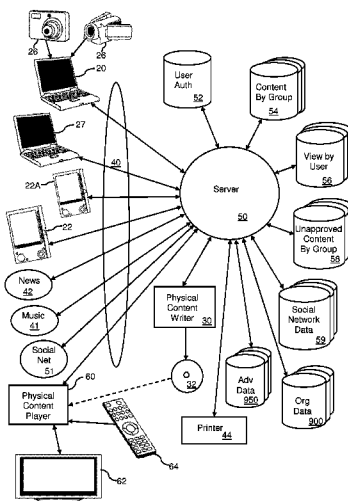 26
26
20
27
22A
22
40
News
42
Music
41
Social
Net
51
60
Physical
Content
Player
62
64
User
Auth
52
Content
By Group
54
View by
User
56
Server
50
Unapproved
Content
By Group
58
Social
Network
Data
59
Physical
Content
Writer
30
32
Printer
44
Adv
Data
950
Org
Data
900